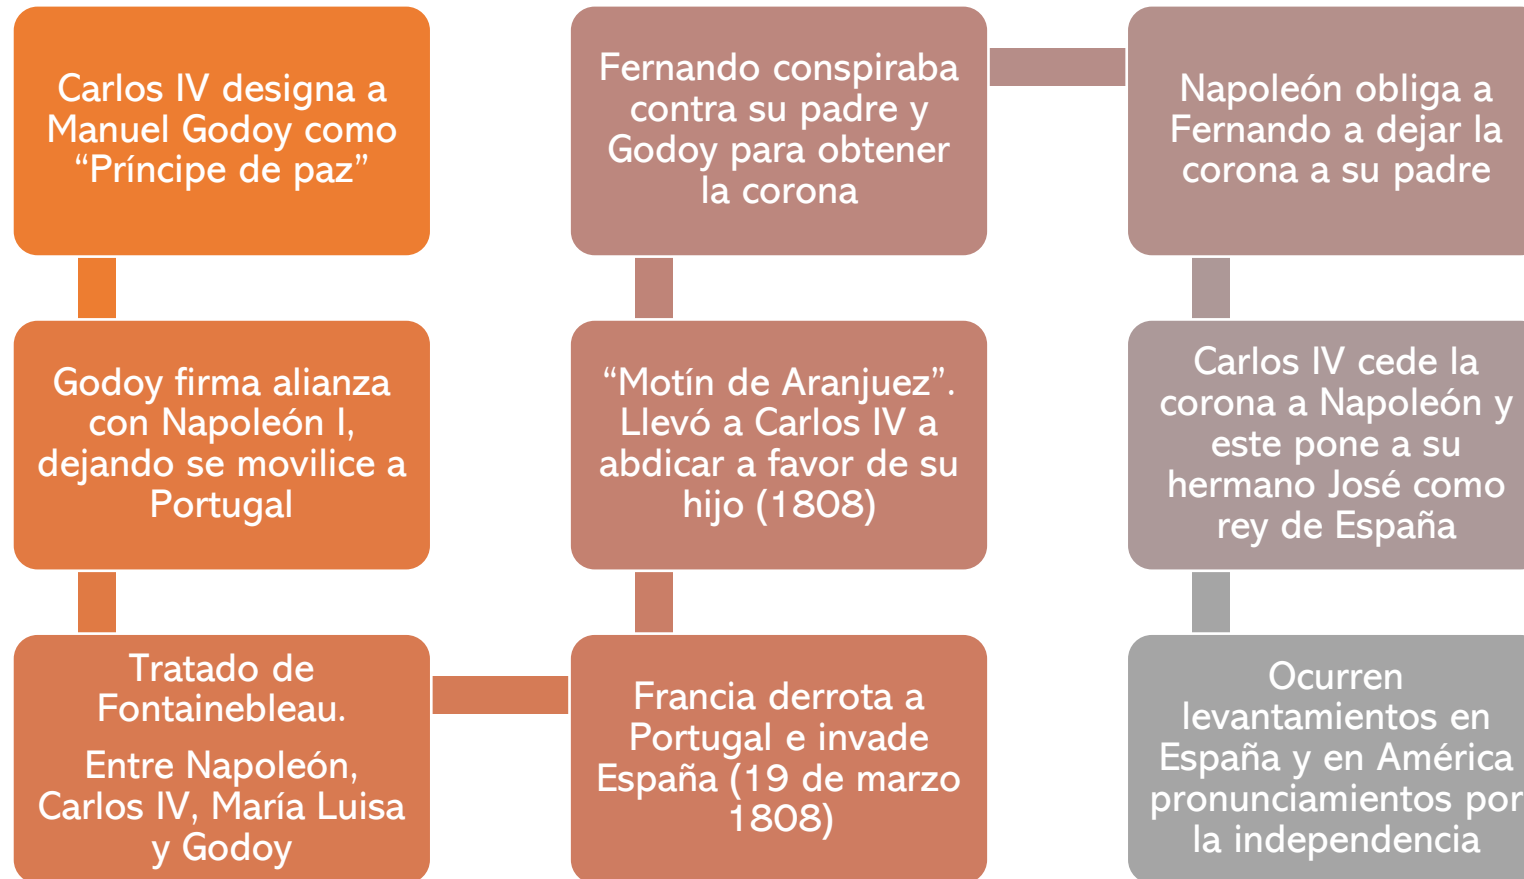 Carlos IV designa a
Manuel Godoy como
“Príncipe de paz”
Godoy firma alianza
con Napoleón I,
dejando se movilice a
Portugal
Tratado de
Fontainebleau.
Entre Napoleón,
Carlos IV, María Luisa
y Godoy
Francia derrota a
Portugal e invade
España (19 de marzo
1808)
“Motín de Aranjuez”.
Llevó a Carlos IV a
abdicar a favor de su
hijo (1808)
Fernando conspiraba
contra su padre y
Godoy para obtener
la corona
Napoleón obliga a
Fernando a dejar la
corona a su padre
Carlos IV cede la
corona a Napoleón y
este pone a su
hermano José como
rey de España
Ocurren
levantamientos en
España y en América
pronunciamientos por
la independencia